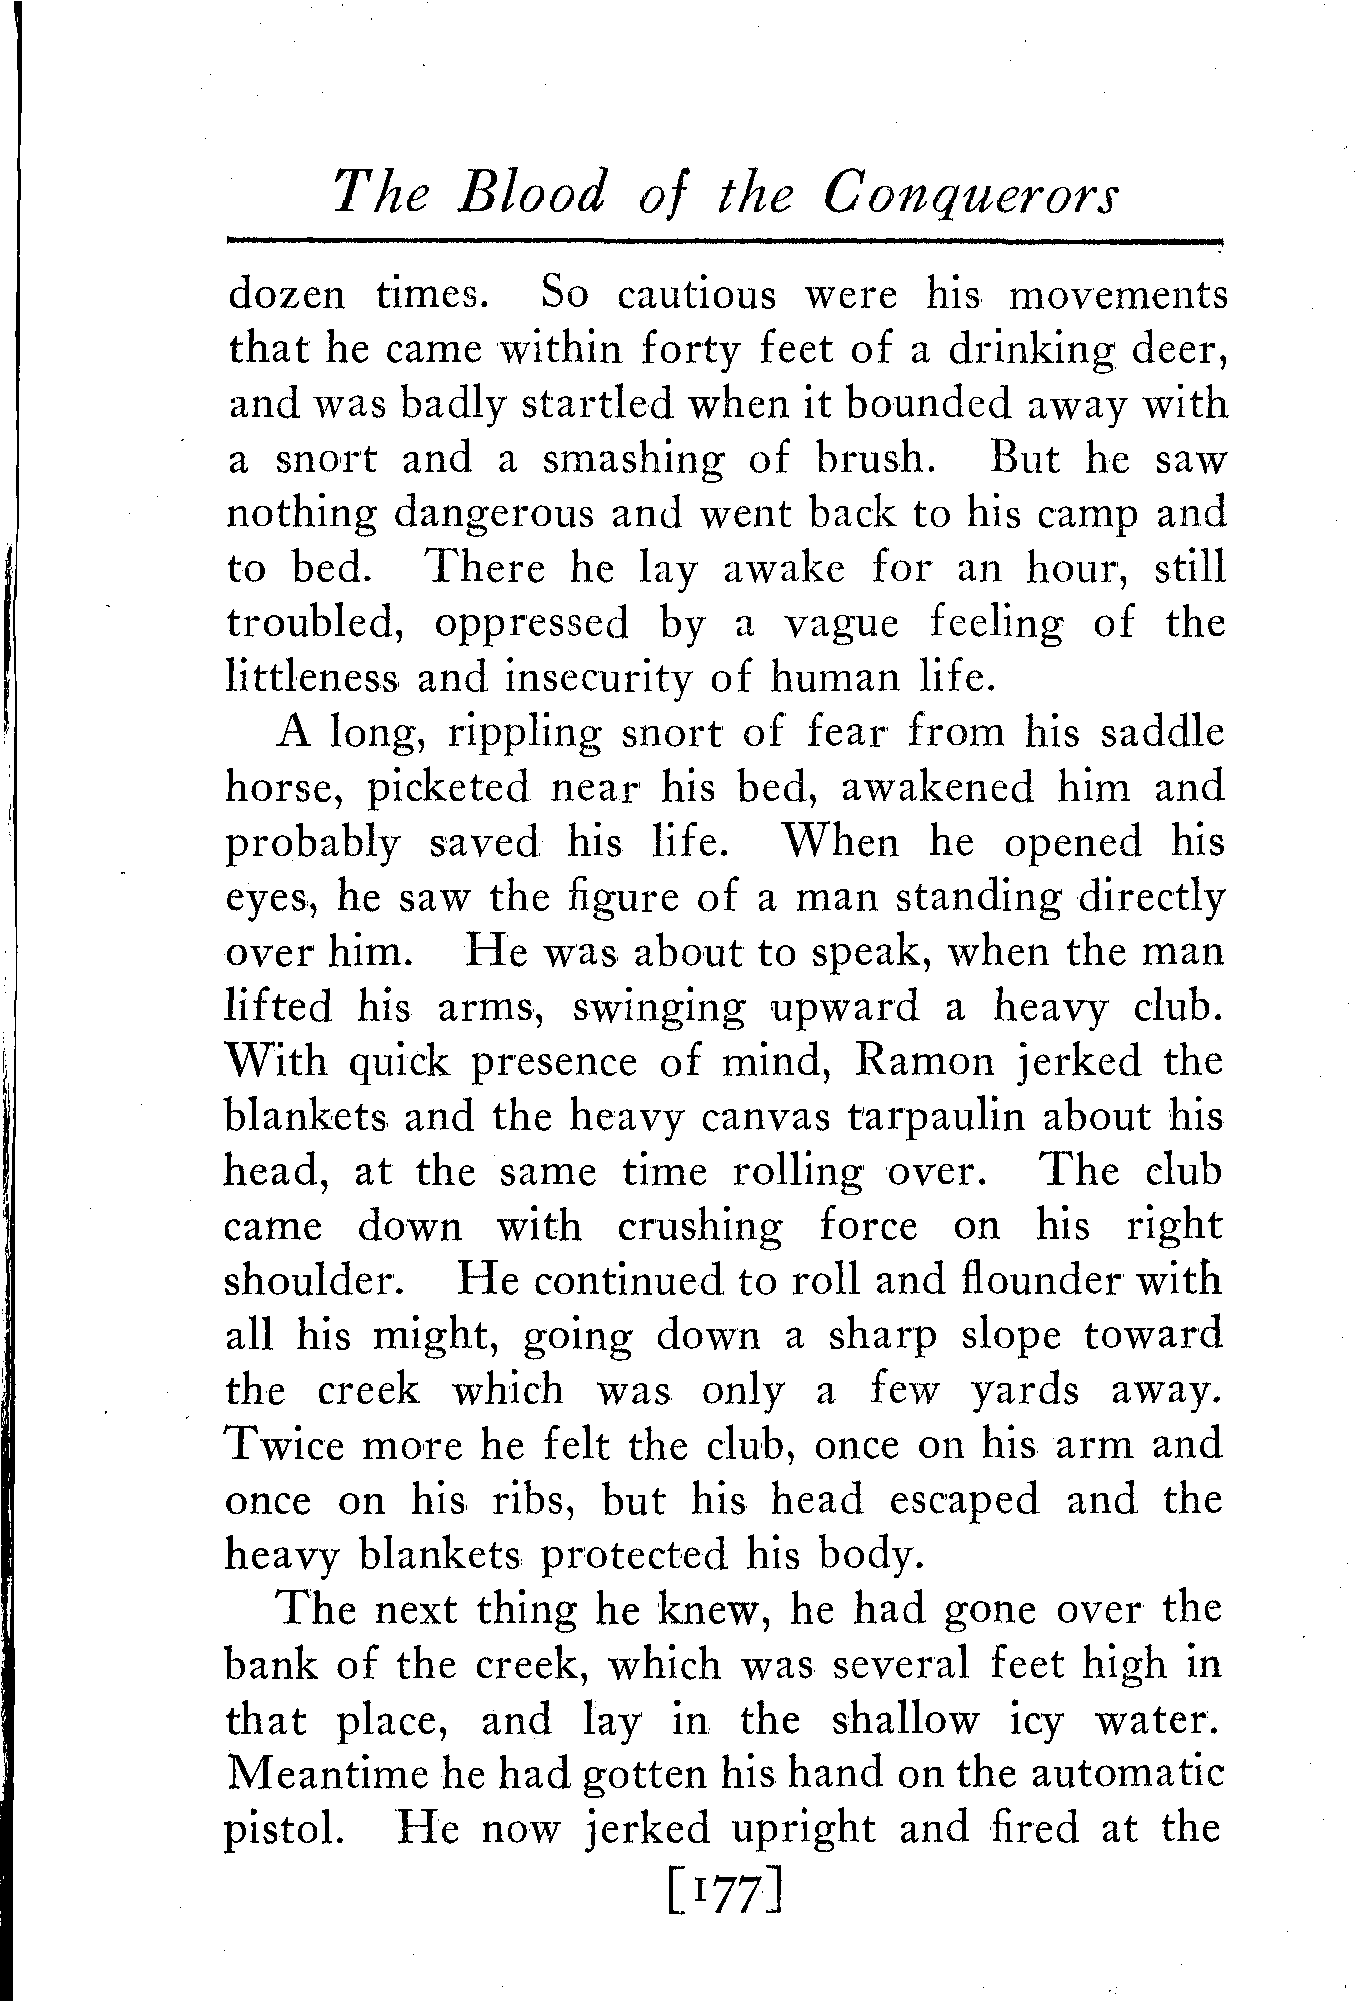 The Blood of the Conquerors
dozen times. So cautious were his movements
that he came within forty feet of a drinking deer,
and was badly startled when it bounded away with
a snort and a smashing of brush. But he saw
nothing dangerous and went back to his camp and
to bed. There he lay awake for an hour, still
troubled, oppressed by a vague feeling of the
littleness and insecurity of human life.
A long, rippling snort of fear from his saddle
horse, picketed near his bed, awakened him and
probably saved his life. When he opened his
eyes, he saw the figure of a man standing directly
over him. He was about to speak, when the man
lifted his arms, swinging upward a heavy club.
With quick presence of mind, Ramon jerked the
blankets and the heavy canvas tarpaulin about his
head, at the same time rolling over. The club
came down with crushing force on his right
shoulder. He continued to roll and flounder with
all his might, going down a sharp slope toward
the creek which was only a few yards away.
Twice more he felt the club, once on his arm and
once on his ribs, but his head escaped and the
heavy blankets protected his body.
The next thing he knew, he had gone over the
bank of the creek, which was several feet high in
that place, and lay in the shallow icy water.
Meantime he had gotten his hand on the automatic
pistol. He now jerked upright and fired at the
[177]